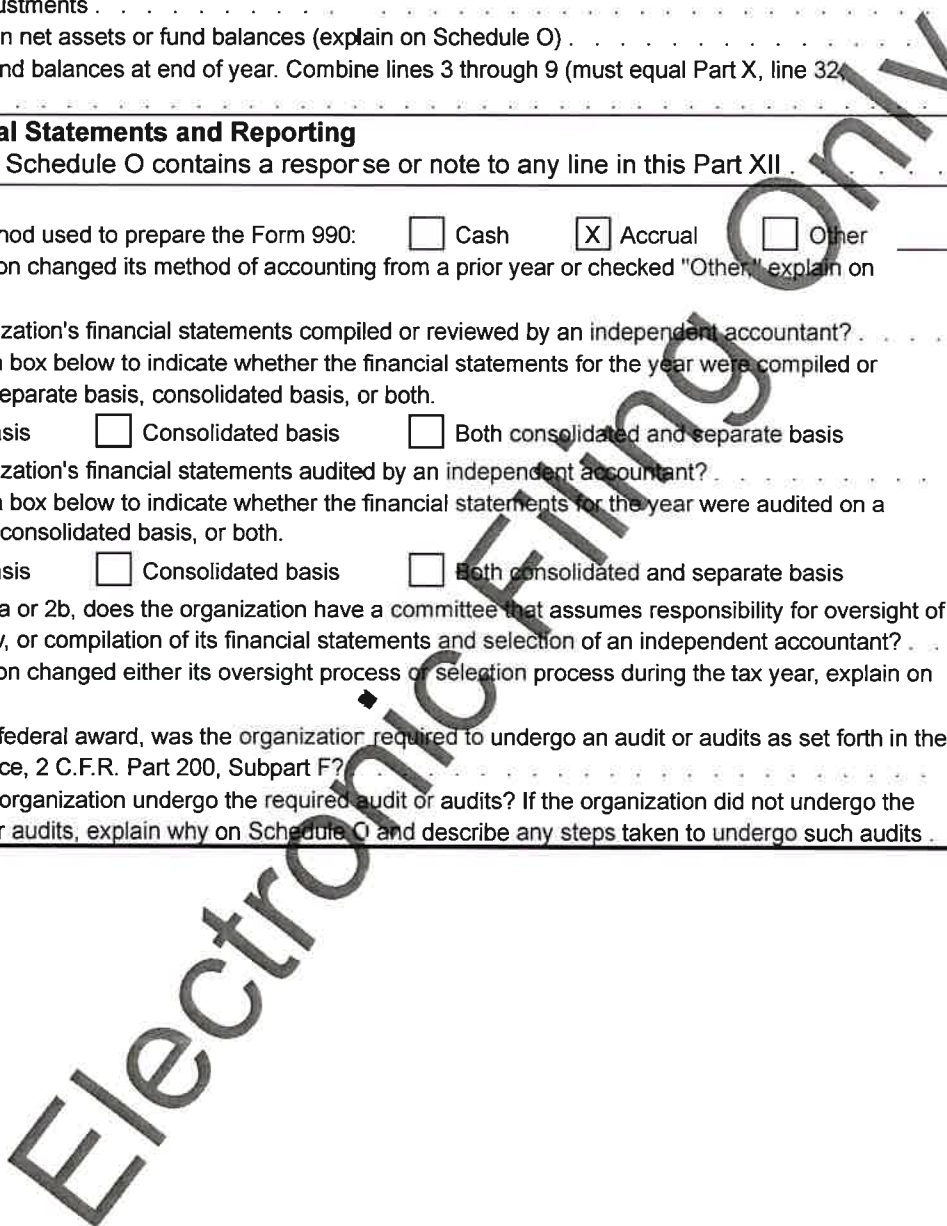 ustments . . . . . . . . . . . . . . . . . . . . . .
n net assets or fund balances (explain on Schedule O) . . . . . . . . . . . .
nd balances at end of year. Combine lines 3 through 9 (must equal Part X, line 32,
. . . . . . . . . . . . . . . . . . . . . . . . . .
al Statements and Reporting
Schedule O contains a response or note to any line in this Part XII . . . . .
hod used to prepare the Form 990: Cash X Accrual Other
on changed its method of accounting from a prior year or checked "Other," explain on
zation's financial statements compiled or reviewed by an independent accountant? . . . .
a box below to indicate whether the financial statements for the year were compiled or
eparate basis, consolidated basis, or both.
sis Consolidated basis Both consolidated and separate basis
zation's financial statements audited by an independent accountant? . . . . . . . . .
a box below to indicate whether the financial statements for the year were audited on a
consolidated basis, or both.
sis Consolidated basis Both consolidated and separate basis
a or 2b, does the organization have a committee that assumes responsibility for oversight of
, or compilation of its financial statements and selection of an independent accountant? . .
on changed either its oversight process or selection process during the tax year, explain on
federal award, was the organization required to undergo an audit or audits as set forth in the
ce, 2 C.F.R. Part 200, Subpart F? . . . . . . . . . . . . . . . . . .
organization undergo the required audit or audits? If the organization did not undergo the
r audits, explain why on Schedule O and describe any steps taken to undergo such audits .
Electronic Filing Only